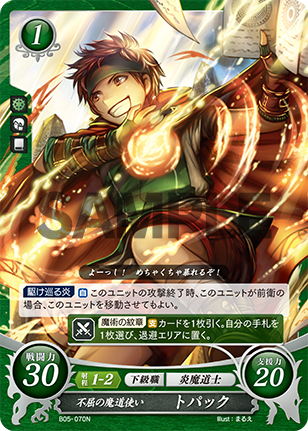 1
SAMPLE
よーっし！ めちゃくちゃ暴れるぞ！
駆け巡る炎 自 このユニットの攻撃終了時、このユニットが前衛の
場合、このユニットを移動させてもよい。
魔術の紋章 支 カードを1枚引く。自分の手札を
1枚選び、退避エリアに置く。
戦闘力
30
射程 1-2 下級職 炎魔道士
不屈の魔道使い トパック
支援力
20
B05-070N
Illust：まるえ